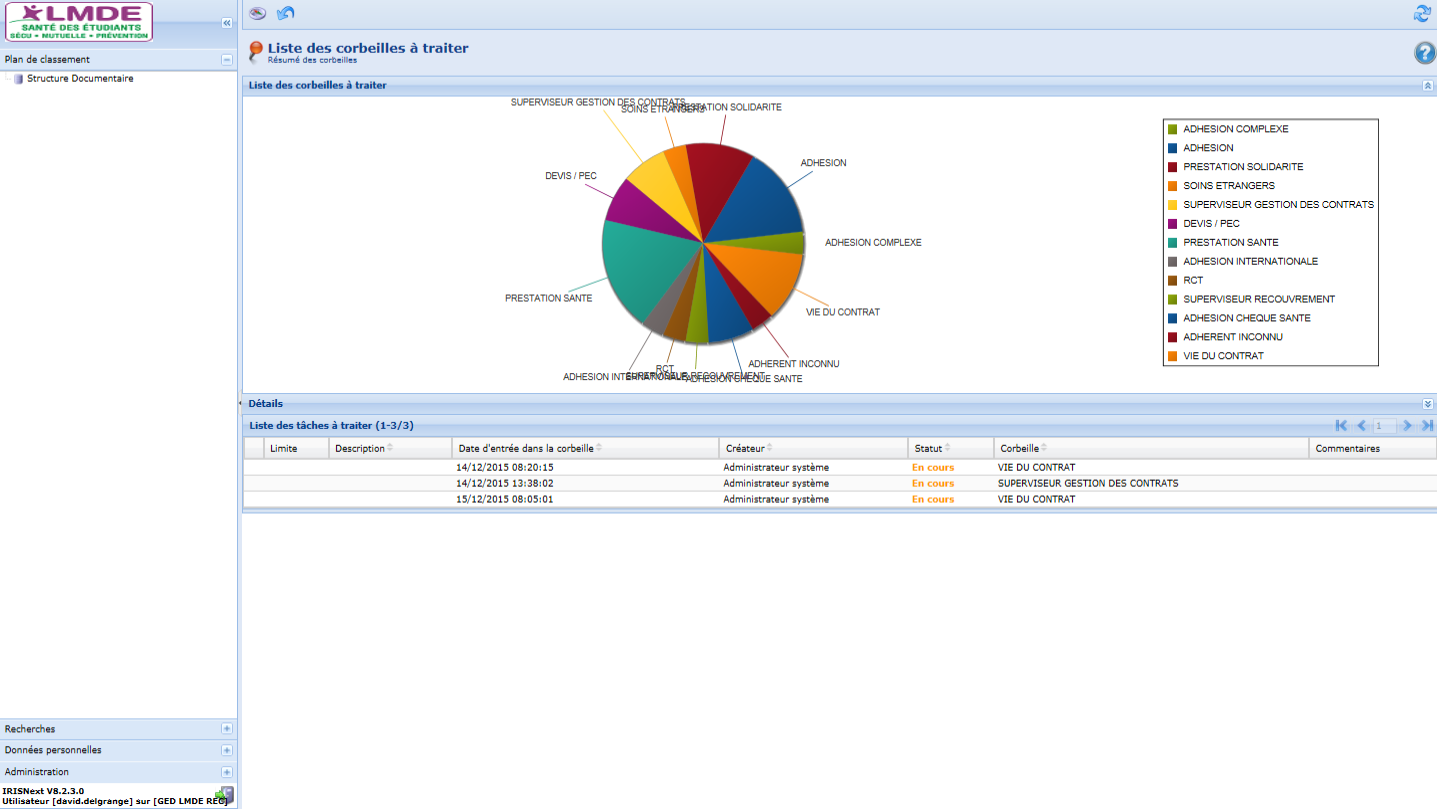 LMDE
SANTÉ DES ÉTUDIANTS
SÉCU • MUTUELLE • PRÉVENTION
Plan de classement
Structure Documentaire
Liste des corbeilles à traiter
Résumé des corbeilles
Liste des corbeilles à traiter
SUPERVISEUR GESTION DES CONTRATS
SOINS ETRANGERS
PRESTATION SOLIDARITE
ADHESION
DEVIS / PEC
ADHESION COMPLEXE
PRESTATION SANTE
VIE DU CONTRAT
ADHERENT INCONNU
RCT
ADHESION INTERNATIONALE
SUPERVISEUR RECOUVREMENT
ADHESION CHEQUE SANTE
ADHESION COMPLEXE
ADHESION
PRESTATION SOLIDARITE
SOINS ETRANGERS
SUPERVISEUR GESTION DES CONTRATS
DEVIS / PEC
PRESTATION SANTE
ADHESION INTERNATIONALE
RCT
SUPERVISEUR RECOUVREMENT
ADHESION CHEQUE SANTE
ADHERENT INCONNU
VIE DU CONTRAT
Détails
Liste des tâches à traiter (1-3/3) 1
Limite Description Date d'entrée dans la corbeille Créateur Statut Corbeille Commentaires
14/12/2015 08:20:15 Administrateur système En cours VIE DU CONTRAT
14/12/2015 13:38:02 Administrateur système En cours SUPERVISEUR GESTION DES CONTRATS
15/12/2015 08:05:01 Administrateur système En cours VIE DU CONTRAT
Recherches
Données personnelles
Administration
IRISNext V8.2.3.0
Utilisateur [david.delgrange] sur [GED LMDE REC]